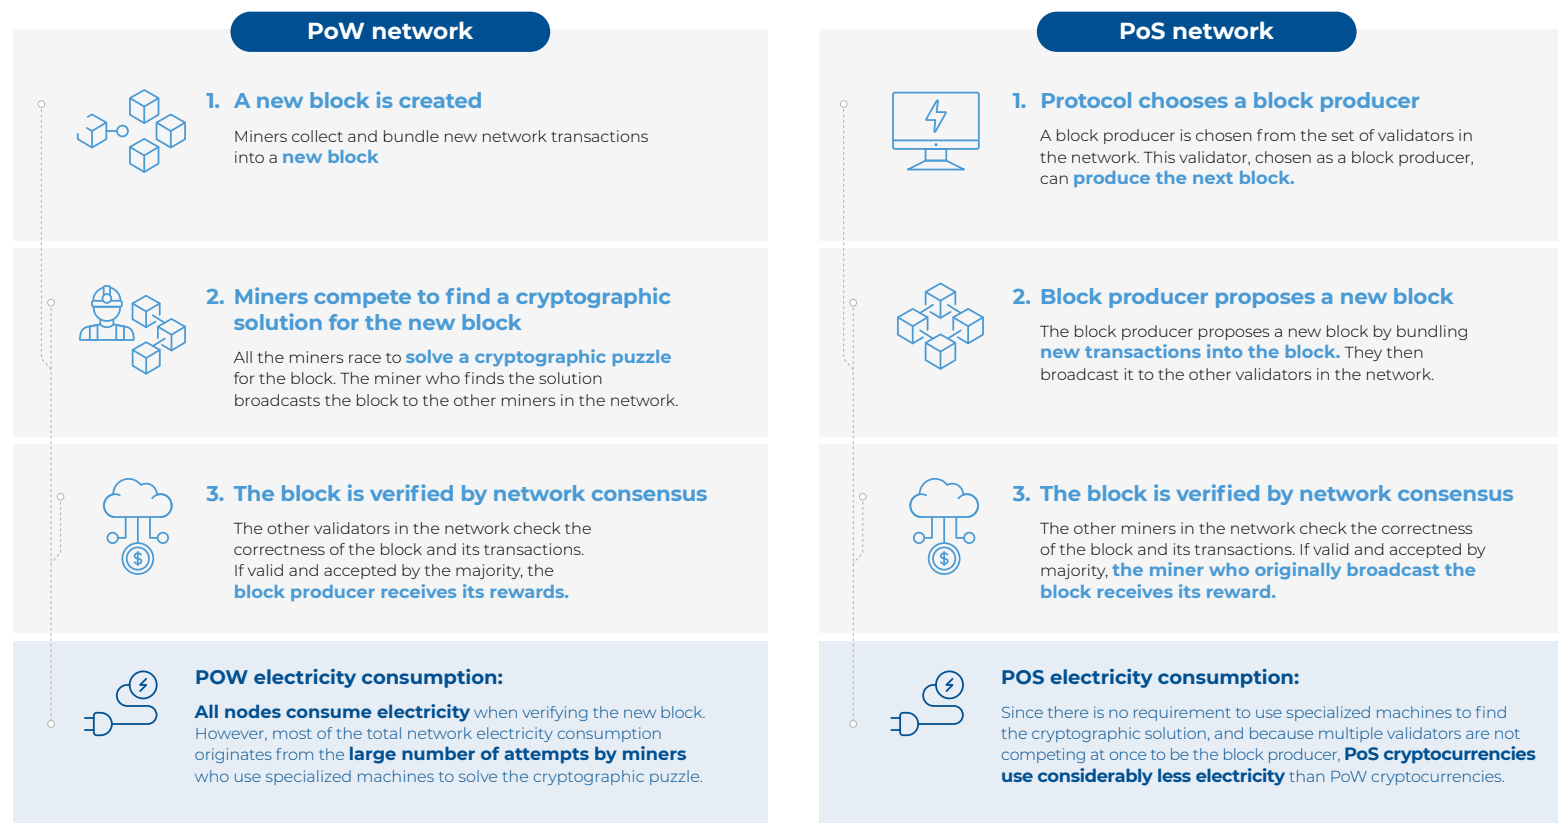 PoW network
1. A new block is created
Miners collect and bundle new network transactions
into a new block
2. Miners compete to find a cryptographic
solution for the new block
All the miners race to solve a cryptographic puzzle
for the block. The miner who finds the solution
broadcasts the block to the other miners in the network.
3. The block is verified by network consensus
The other validators in the network check the
correctness of the block and its transactions.
If valid and accepted by the majority, the
block producer receives its rewards.
POW electricity consumption:
All nodes consume electricity when verifying the new block.
However, most of the total network electricity consumption
originates from the large number of attempts by miners
who use specialized machines to solve the cryptographic puzzle.
PoS network
1. Protocol chooses a block producer
A block producer is chosen from the set of validators in
the network. This validator, chosen as a block producer,
can produce the next block.
2. Block producer proposes a new block
The block producer proposes a new block by bundling
new transactions into the block. They then
broadcast it to the other validators in the network.
3. The block is verified by network consensus
The other miners in the network check the correctness
of the block and its transactions. If valid and accepted by
majority, the miner who originally broadcast the
block receives its reward.
POS electricity consumption:
Since there is no requirement to use specialized machines to find
the cryptographic solution, and because multiple validators are not
competing at once to be the block producer, PoS cryptocurrencies
use considerably less electricity than PoW cryptocurrencies.